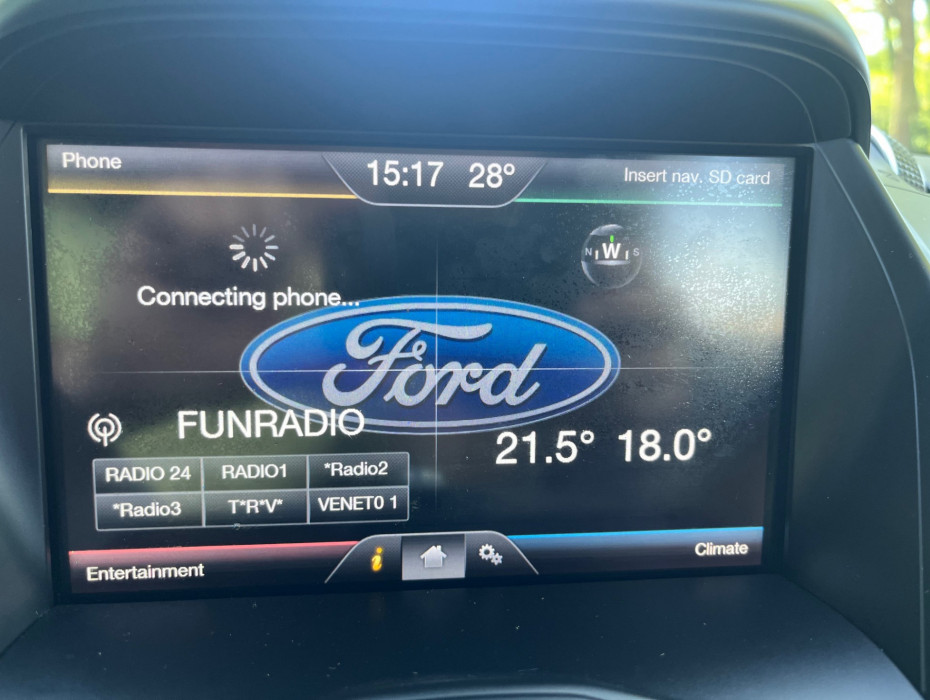 Phone
15:17 28°
Insert nav. SD card
N W S
Connecting phone...
Ford
FUNRADIO
21.5° 18.0°
RADIO 24 RADIO1 *Radio2
*Radio3 T*R*V* VENETO 1
i
Entertainment
Climate